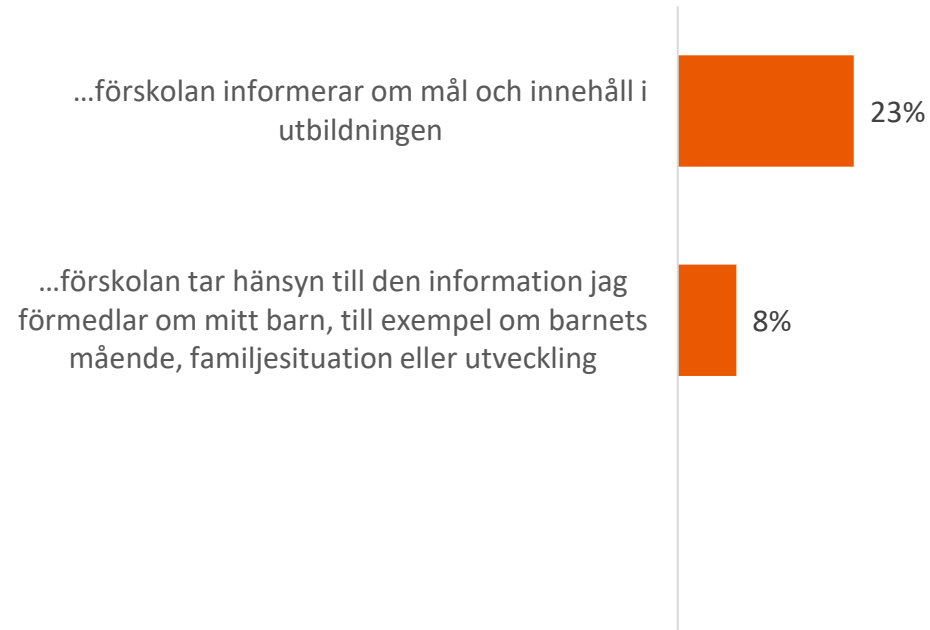 …förskolan informerar om mål och innehåll i
utbildningen
23%
…förskolan tar hänsyn till den information jag
förmedlar om mitt barn, till exempel om barnets
mående, familjesituation eller utveckling
8%